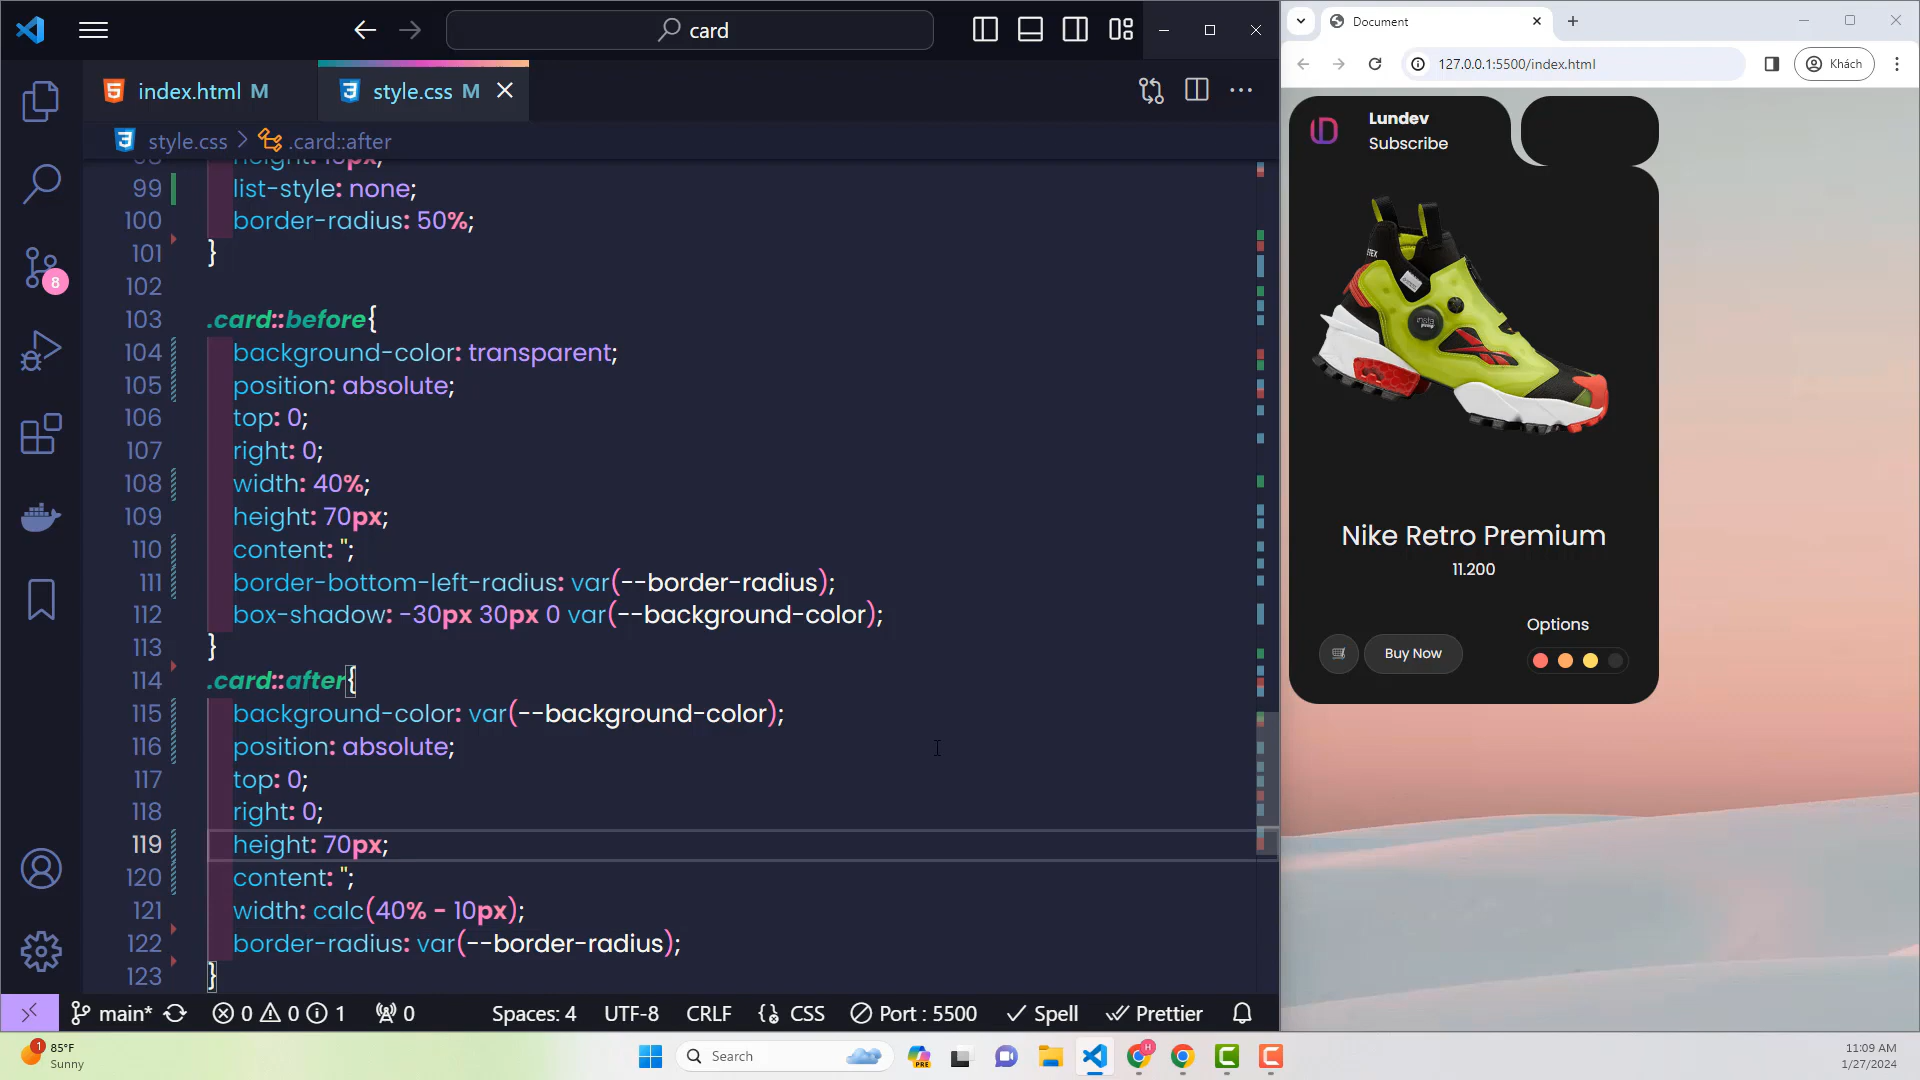 card
index.html M
style.css M
style.css > .card::after
99 list-style: none;
100 border-radius: 50%;
101 }
102
103 .card::before{
104 background-color: transparent;
105 position: absolute;
106 top: 0;
107 right: 0;
108 width: 40%;
109 height: 70px;
110 content: '';
111 border-bottom-left-radius: var(--border-radius);
112 box-shadow: -30px 30px 0 var(--background-color);
113 }
114 .card::after{
115 background-color: var(--background-color);
116 position: absolute;
117 top: 0;
118 right: 0;
119 height: 70px;
120 content: '';
121 width: calc(40% - 10px);
122 border-radius: var(--border-radius);
123 }
8
main* 0 0 1 0 Spaces: 4 UTF-8 CRLF {} CSS Port : 5500 Spell Prettier
Document
127.0.0.1:5500/index.html
Khách
Lundev
Subscribe
Nike Retro Premium
11.200
Options
Buy Now
1
85°F
Sunny
Search
PRE
H
11:09 AM
1/27/2024